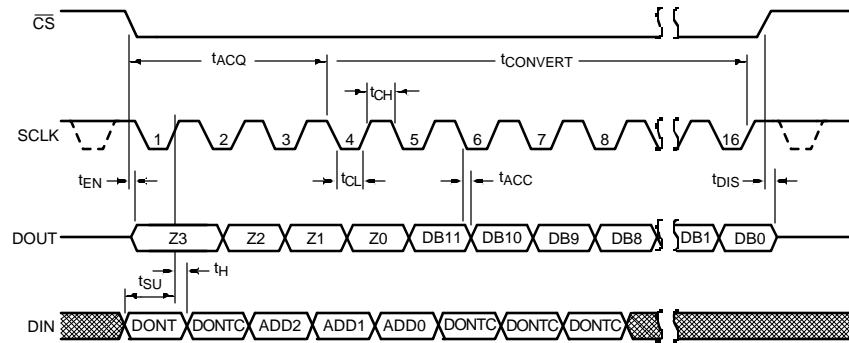 CS
tACQ
tCONVERT
tCH
SCLK
1 2 3 4 5 6 7 8 16
tEN
tCL
tACC
tDIS
DOUT
Z3 Z2 Z1 Z0 DB11 DB10 DB9 DB8 DB1 DB0
tSU
tH
DIN
DONT DONTC ADD2 ADD1 ADD0 DONTC DONTC DONTC